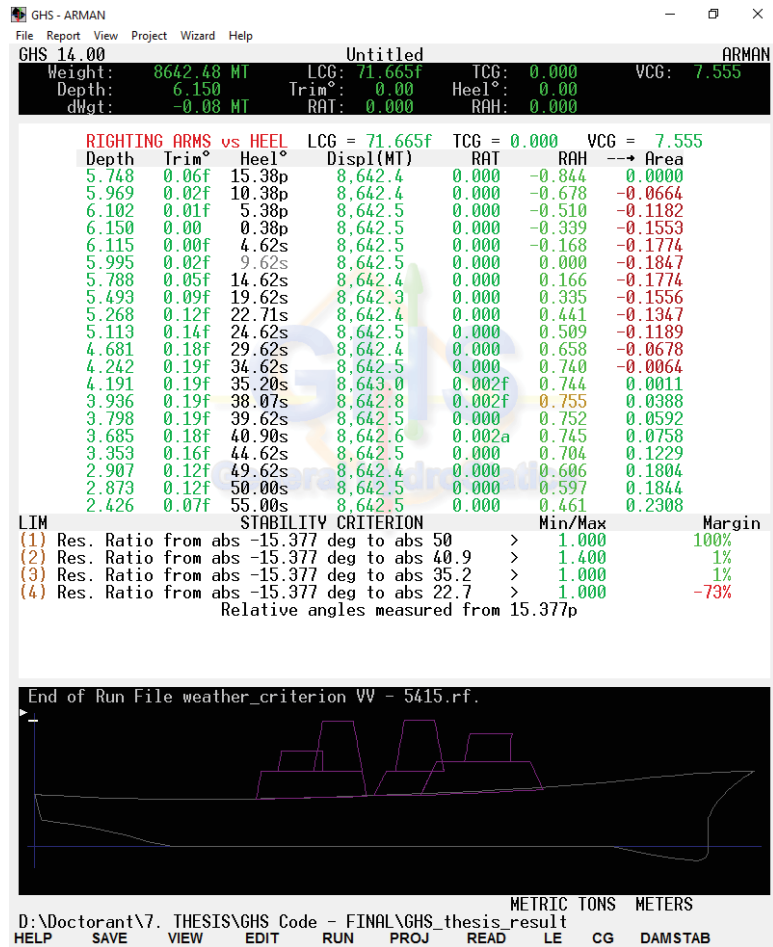 GHS - ARMAN
File Report View Project Wizard Help
GHS 14.00 Untitled ARMAN
Weight: 8642.48 MT LCG: 71.665f TCG: 0.000 VCG: 7.555
Depth: 6.150 Trim°: 0.00 Heel°: 0.00
dWgt: -0.08 MT RAT: 0.000 RAH: 0.000
RIGHTING ARMS vs HEEL LCG = 71.665f TCG = 0.000 VCG = 7.555
Depth Trim° Heel° Displ(MT) RAT RAH --→ Area
5.748 0.06f 15.38p 8,642.4 0.000 -0.844 0.0000
5.969 0.02f 10.38p 8,642.4 0.000 -0.678 -0.0664
6.102 0.01f 5.38p 8,642.5 0.000 -0.510 -0.1182
6.150 0.00 0.38p 8,642.5 0.000 -0.339 -0.1553
6.115 0.00f 4.62s 8,642.5 0.000 -0.168 -0.1774
5.995 0.02f 9.62s 8,642.5 0.000 0.000 -0.1847
5.788 0.05f 14.62s 8,642.4 0.000 0.166 -0.1774
5.493 0.09f 19.62s 8,642.3 0.000 0.335 -0.1556
5.268 0.12f 22.71s 8,642.4 0.000 0.441 -0.1347
5.113 0.14f 24.62s 8,642.5 0.000 0.509 -0.1189
4.681 0.18f 29.62s 8,642.4 0.000 0.658 -0.0678
4.242 0.19f 34.62s 8,642.5 0.000 0.740 -0.0064
4.191 0.19f 35.20s 8,643.0 0.002f 0.744 0.0011
3.936 0.19f 38.07s 8,642.8 0.002f 0.755 0.0388
3.798 0.19f 39.62s 8,642.5 0.000 0.752 0.0592
3.685 0.18f 40.90s 8,642.6 0.002a 0.745 0.0758
3.353 0.16f 44.62s 8,642.5 0.000 0.704 0.1229
2.907 0.12f 49.62s 8,642.4 0.000 0.606 0.1804
2.873 0.12f 50.00s 8,642.5 0.000 0.597 0.1844
2.426 0.07f 55.00s 8,642.5 0.000 0.461 0.2308
GHS
General HydroStatics
LIM STABILITY CRITERION Min/Max Margin
(1) Res. Ratio from abs -15.377 deg to abs 50 > 1.000 100%
(2) Res. Ratio from abs -15.377 deg to abs 40.9 > 1.400 1%
(3) Res. Ratio from abs -15.377 deg to abs 35.2 > 1.000 1%
(4) Res. Ratio from abs -15.377 deg to abs 22.7 > 1.000 -73%
Relative angles measured from 15.377p
End of Run File weather_criterion VV - 5415.rf.
METRIC TONS METERS
D:\Doctorant\7. THESIS\GHS Code - FINAL\GHS_thesis_result
HELP SAVE VIEW EDIT RUN PROJ READ LE CG DAMSTAB